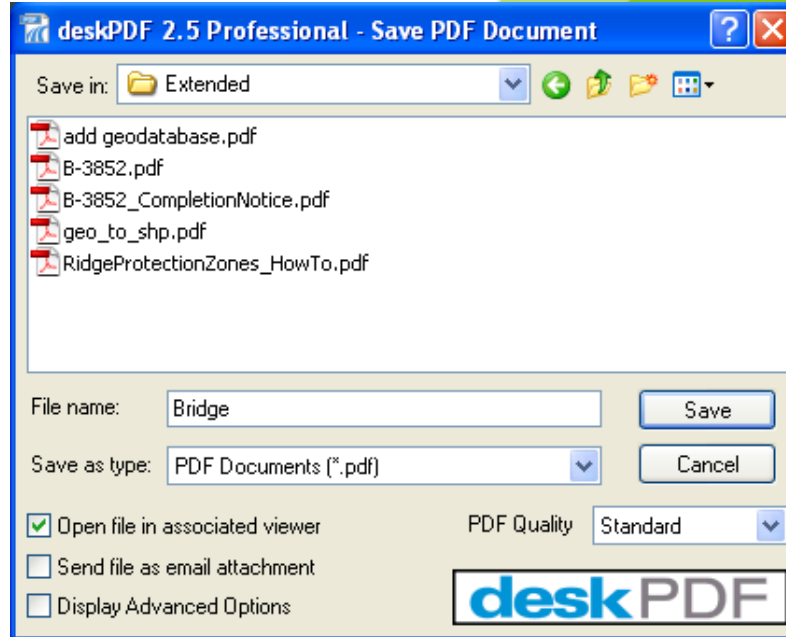 deskPDF 2.5 Professional - Save PDF Document
Save in: Extended
add geodatabase.pdf
B-3852.pdf
B-3852_CompletionNotice.pdf
geo_to_shp.pdf
RidgeProtectionZones_HowTo.pdf
File name: Bridge Save
Save as type: PDF Documents (*.pdf) Cancel
Open file in associated viewer PDF Quality Standard
Send file as email attachment
Display Advanced Options deskPDF